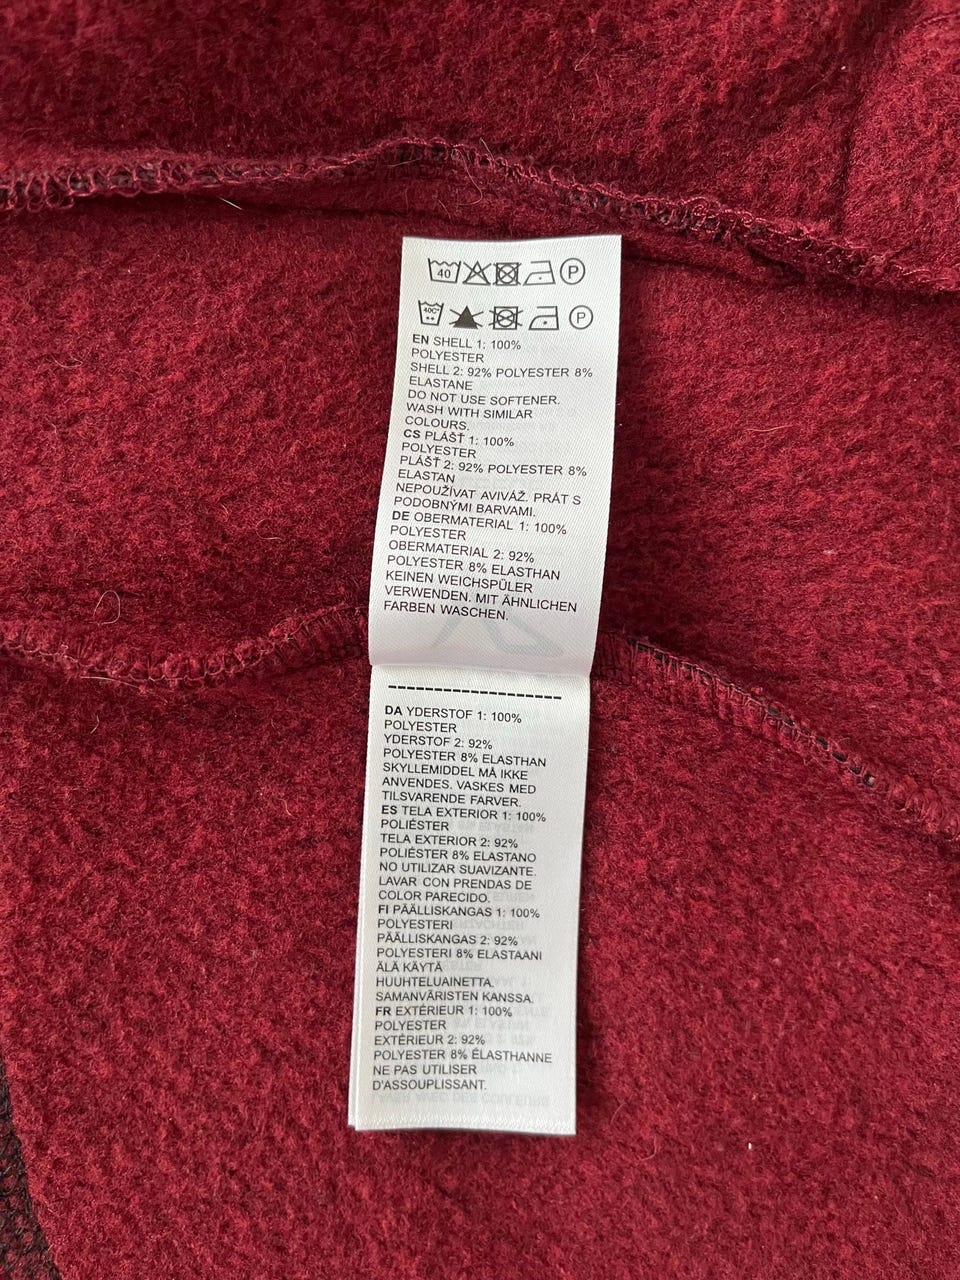 40 P
40C° P
EN SHELL 1: 100%
POLYESTER
SHELL 2: 92% POLYESTER 8%
ELASTANE
DO NOT USE SOFTENER.
WASH WITH SIMILAR
COLOURS.
CS PLÁŠŤ 1: 100%
POLYESTER
PLÁŠŤ 2: 92% POLYESTER 8%
ELASTAN
NEPOUŽÍVAT AVIVÁŽ. PRÁT S
PODOBNÝMI BARVAMI.
DE OBERMATERIAL 1: 100%
POLYESTER
OBERMATERIAL 2: 92%
POLYESTER 8% ELASTHAN
KEINEN WEICHSPÜLER
VERWENDEN. MIT ÄHNLICHEN
FARBEN WASCHEN.
DA YDERSTOF 1: 100%
POLYESTER
YDERSTOF 2: 92%
POLYESTER 8% ELASTHAN
SKYLLEMIDDEL MÅ IKKE
ANVENDES. VASKES MED
TILSVARENDE FARVER.
ES TELA EXTERIOR 1: 100%
POLIÉSTER
TELA EXTERIOR 2: 92%
POLIÉSTER 8% ELASTANO
NO UTILIZAR SUAVIZANTE.
LAVAR CON PRENDAS DE
COLOR PARECIDO.
FI PÄÄLLISKANGAS 1: 100%
POLYESTERI
PÄÄLLISKANGAS 2: 92%
POLYESTERI 8% ELASTAANI
ÄLÄ KÄYTÄ
HUUHTELUAINETTA.
SAMANVÄRISTEN KANSSA.
FR EXTÉRIEUR 1: 100%
POLYESTER
EXTÉRIEUR 2: 92%
POLYESTER 8% ÉLASTHANNE
NE PAS UTILISER
D'ASSOUPLISSANT.